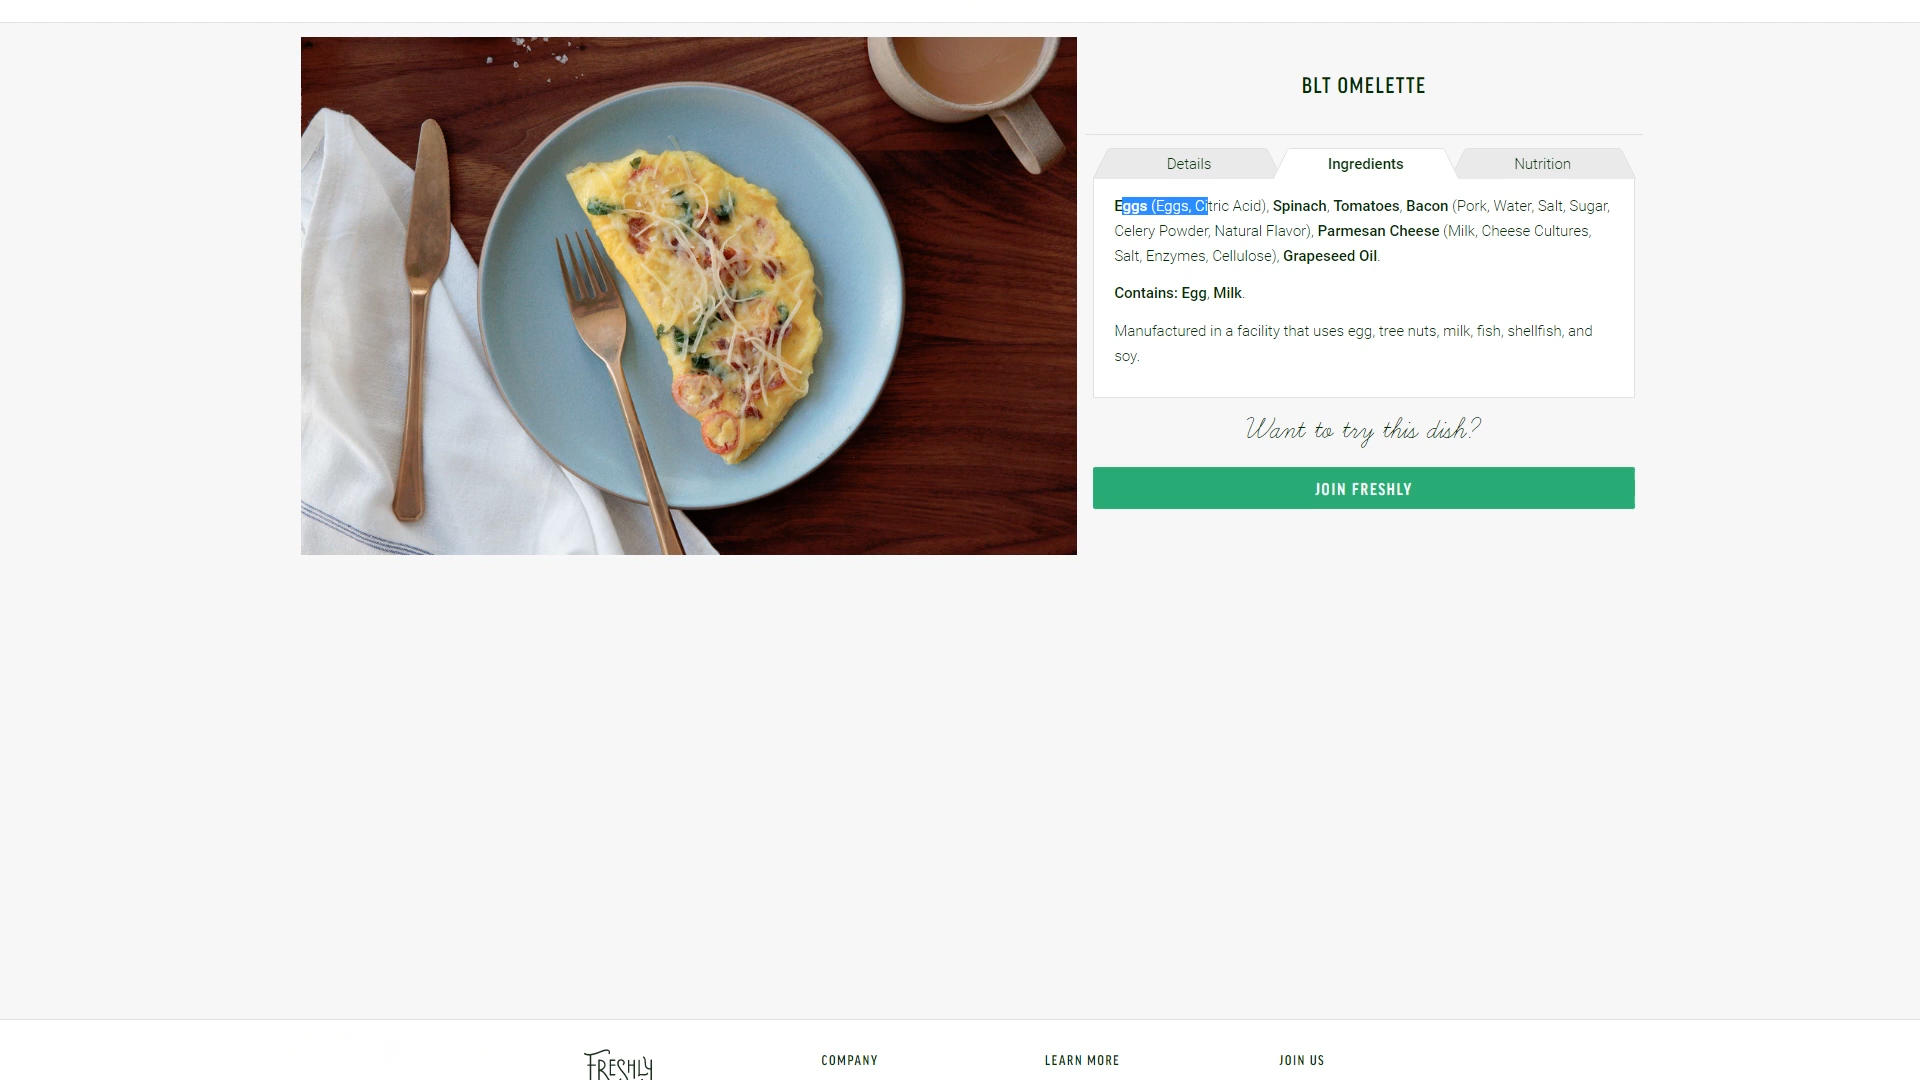 BLT OMELETTE
Details
Ingredients
Nutrition
Eggs (Eggs, Citric Acid), Spinach, Tomatoes, Bacon (Pork, Water, Salt, Sugar,
Celery Powder, Natural Flavor), Parmesan Cheese (Milk, Cheese Cultures,
Salt, Enzymes, Cellulose), Grapeseed Oil.
Contains: Egg, Milk.
Manufactured in a facility that uses egg, tree nuts, milk, fish, shellfish, and
soy.
Want to try this dish?
JOIN FRESHLY
FRESHLY
COMPANY
LEARN MORE
JOIN US